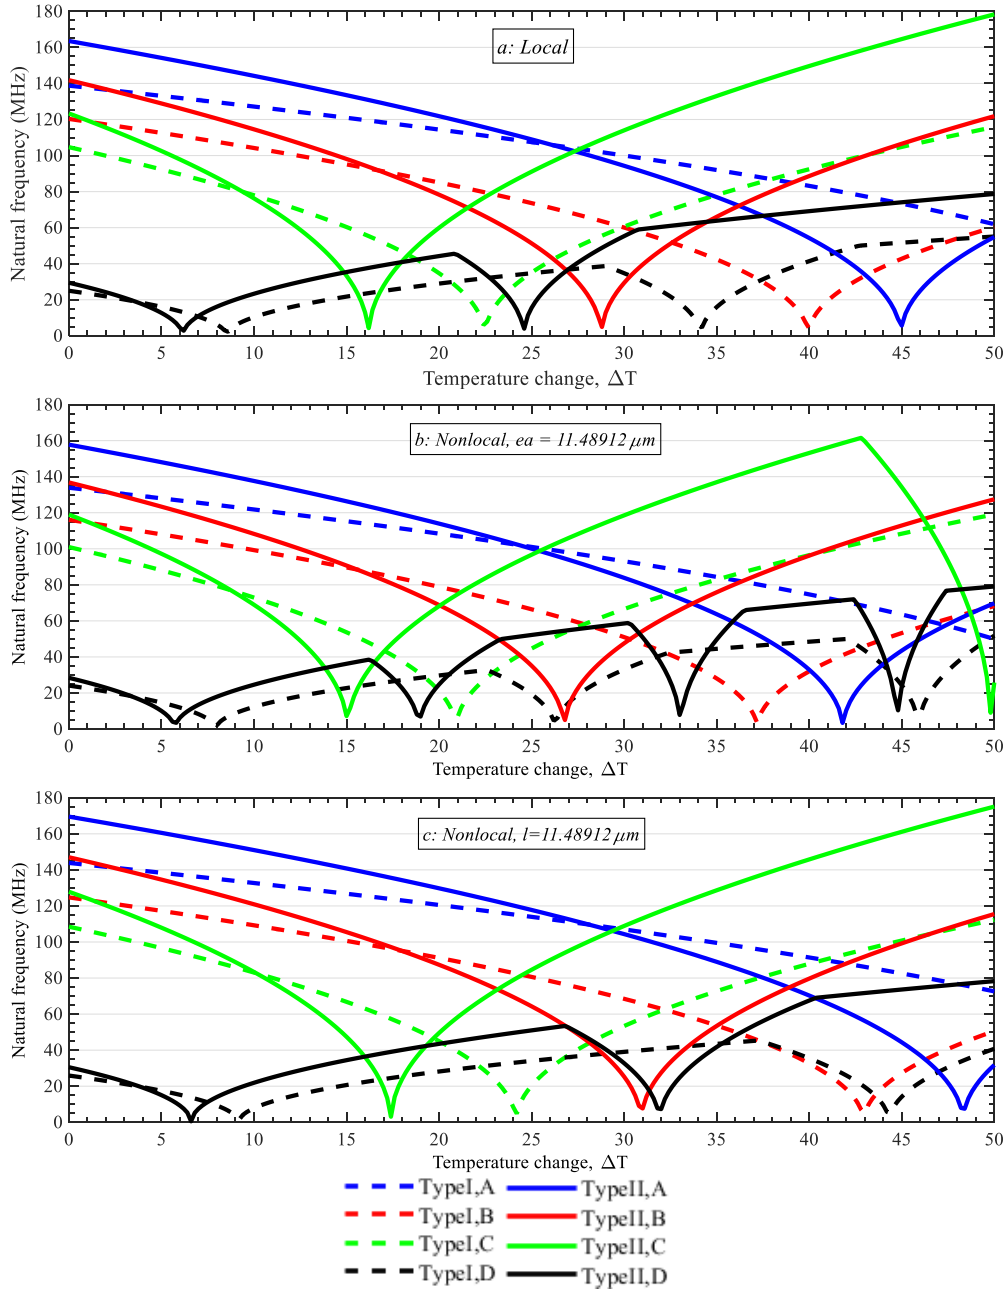 a: Local
Natural frequency (MHz)
180
160
140
120
100
80
60
40
20
0
0 5 10 15 20 25 30 35 40 45 50
Temperature change, ΔT
b: Nonlocal, ea = 11.48912 μm
Natural frequency (MHz)
180
160
140
120
100
80
60
40
20
0
0 5 10 15 20 25 30 35 40 45 50
Temperature change, ΔT
c: Nonlocal, l=11.48912 μm
Natural frequency (MHz)
180
160
140
120
100
80
60
40
20
0
0 5 10 15 20 25 30 35 40 45 50
Temperature change, ΔT
TypeI,A TypeII,A
TypeI,B TypeII,B
TypeI,C TypeII,C
TypeI,D TypeII,D